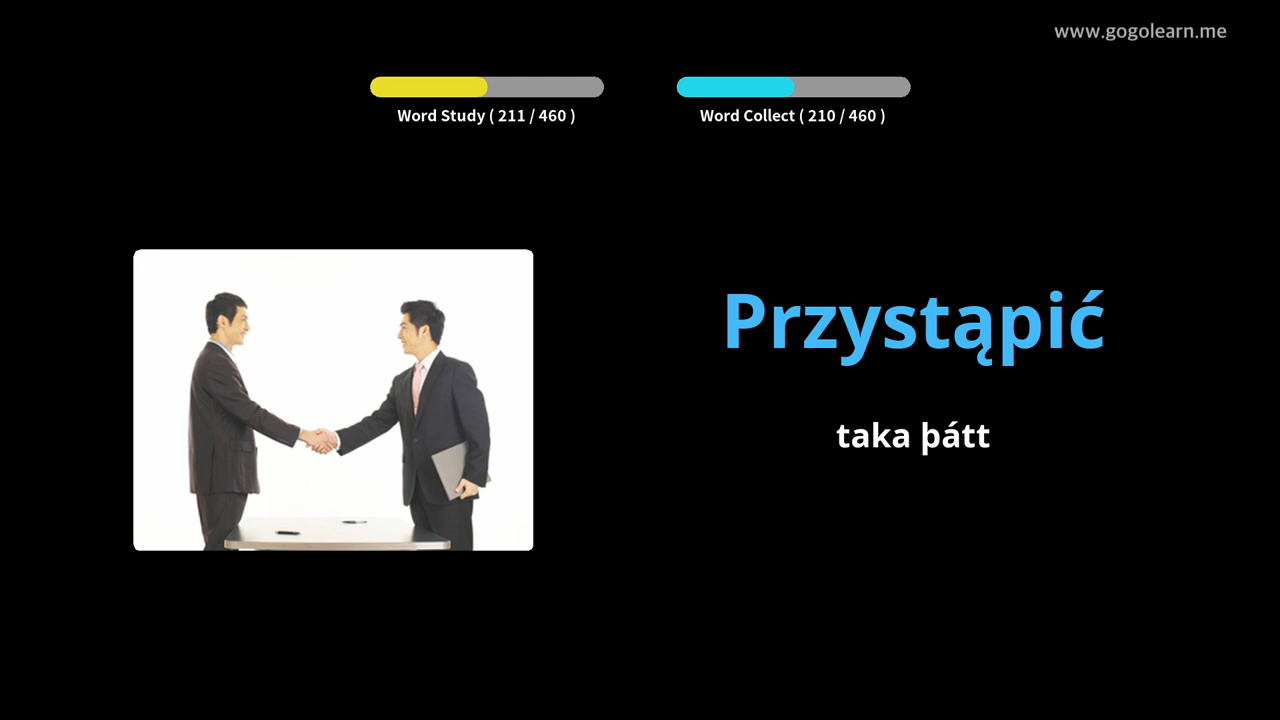 www.gogolearn.me
Word Study ( 211 / 460 )
Word Collect ( 210 / 460 )
Przystąpić
taka þátt